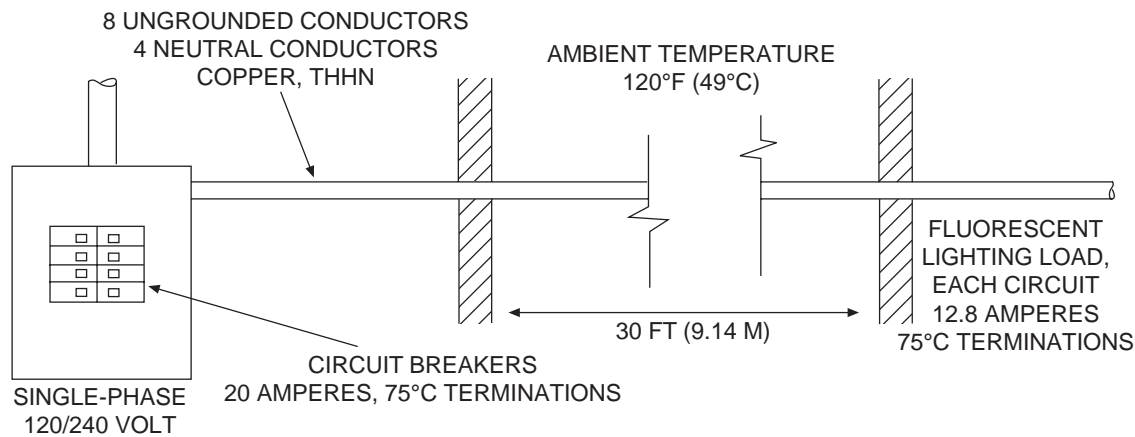 8 UNGROUNDED CONDUCTORS
4 NEUTRAL CONDUCTORS
COPPER, THHN
AMBIENT TEMPERATURE
120°F (49°C)
FLUORESCENT
LIGHTING LOAD,
EACH CIRCUIT
12.8 AMPERES
75°C TERMINATIONS
30 FT (9.14 M)
CIRCUIT BREAKERS
20 AMPERES, 75°C TERMINATIONS
SINGLE-PHASE
120/240 VOLT